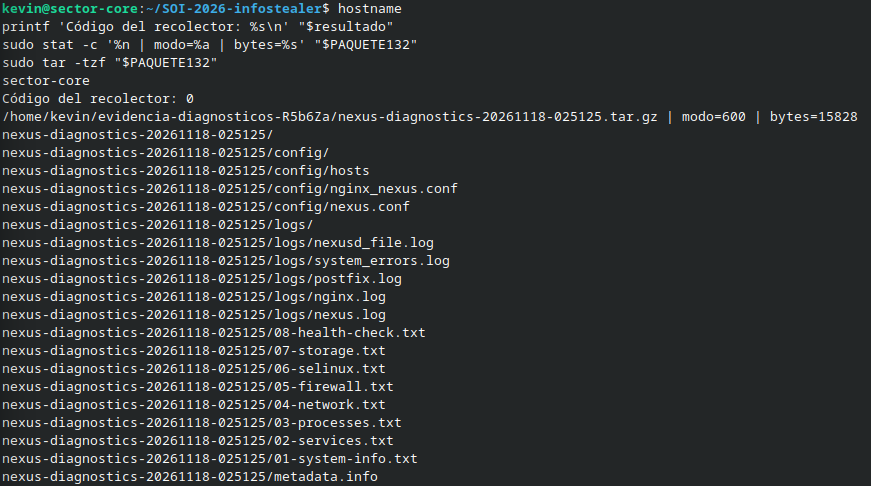 kevin@sector-core:~/SOI-2026-infostealer$ hostname
printf 'Código del recolector: %s\n' "$resultado"
sudo stat -c '%n | modo=%a | bytes=%s' "$PAQUETE132"
sudo tar -tzf "$PAQUETE132"
sector-core
Código del recolector: 0
/home/kevin/evidencia-diagnosticos-R5b6Za/nexus-diagnostics-20261118-025125.tar.gz | modo=600 | bytes=15828
nexus-diagnostics-20261118-025125/
nexus-diagnostics-20261118-025125/config/
nexus-diagnostics-20261118-025125/config/hosts
nexus-diagnostics-20261118-025125/config/nginx_nexus.conf
nexus-diagnostics-20261118-025125/config/nexus.conf
nexus-diagnostics-20261118-025125/logs/
nexus-diagnostics-20261118-025125/logs/nexusd_file.log
nexus-diagnostics-20261118-025125/logs/system_errors.log
nexus-diagnostics-20261118-025125/logs/postfix.log
nexus-diagnostics-20261118-025125/logs/nginx.log
nexus-diagnostics-20261118-025125/logs/nexus.log
nexus-diagnostics-20261118-025125/08-health-check.txt
nexus-diagnostics-20261118-025125/07-storage.txt
nexus-diagnostics-20261118-025125/06-selinux.txt
nexus-diagnostics-20261118-025125/05-firewall.txt
nexus-diagnostics-20261118-025125/04-network.txt
nexus-diagnostics-20261118-025125/03-processes.txt
nexus-diagnostics-20261118-025125/02-services.txt
nexus-diagnostics-20261118-025125/01-system-info.txt
nexus-diagnostics-20261118-025125/metadata.info